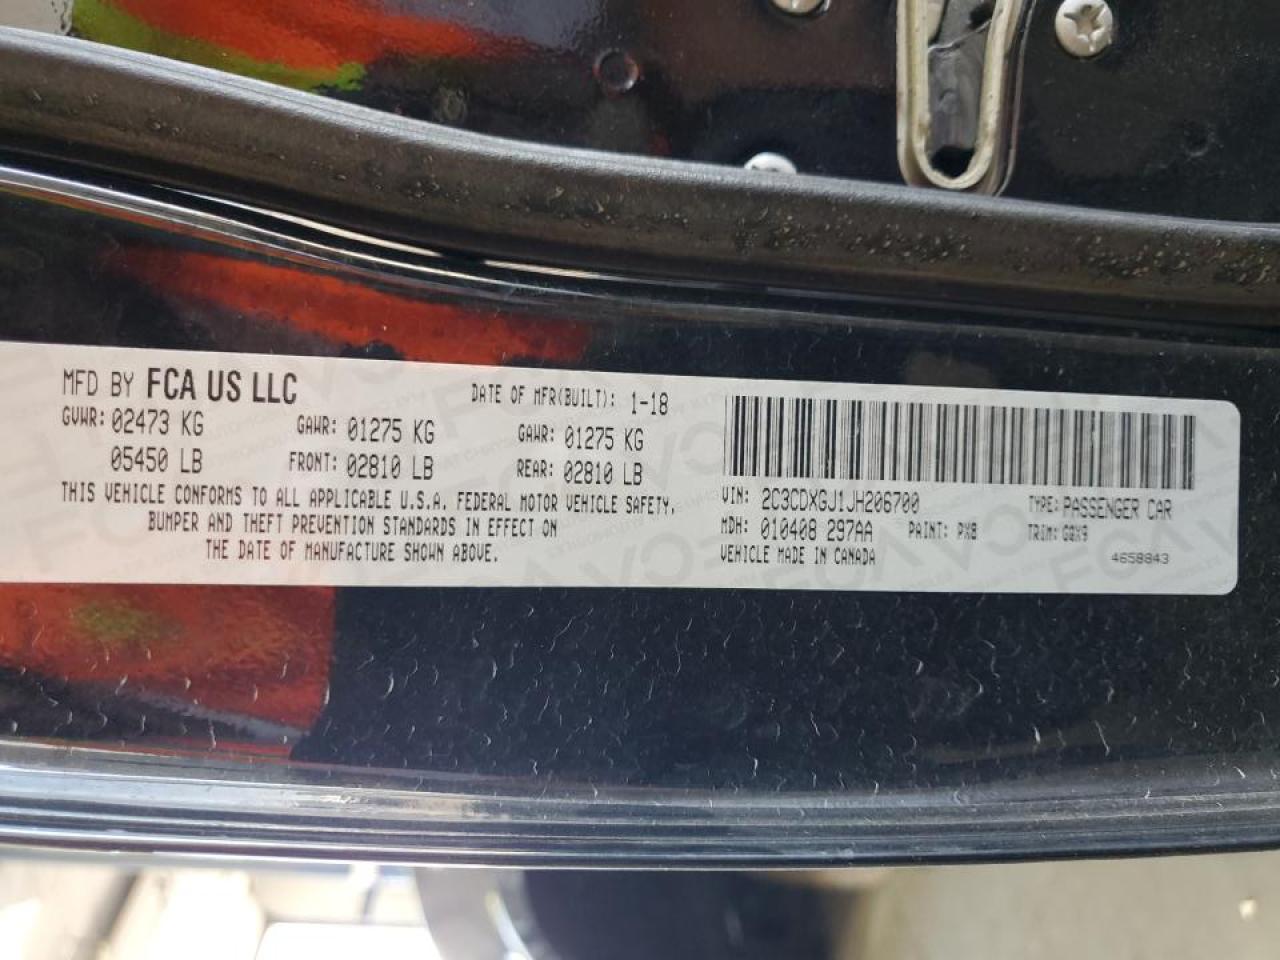 MFD BY FCA US LLC DATE OF MFR(BUILT): 1-18
GVWR: 02473 KG GAWR: 01275 KG GAWR: 01275 KG
05450 LB FRONT: 02810 LB REAR: 02810 LB
THIS VEHICLE CONFORMS TO ALL APPLICABLE U.S.A. FEDERAL MOTOR VEHICLE SAFETY,
BUMPER AND THEFT PREVENTION STANDARDS IN EFFECT ON
THE DATE OF MANUFACTURE SHOWN ABOVE.
VIN: 2C3CDXGJ1JH206700 TYPE: PASSENGER CAR
MDH: 010408 297AA PAINT: PX8 TRIM: GQX9
VEHICLE MADE IN CANADA 4658843